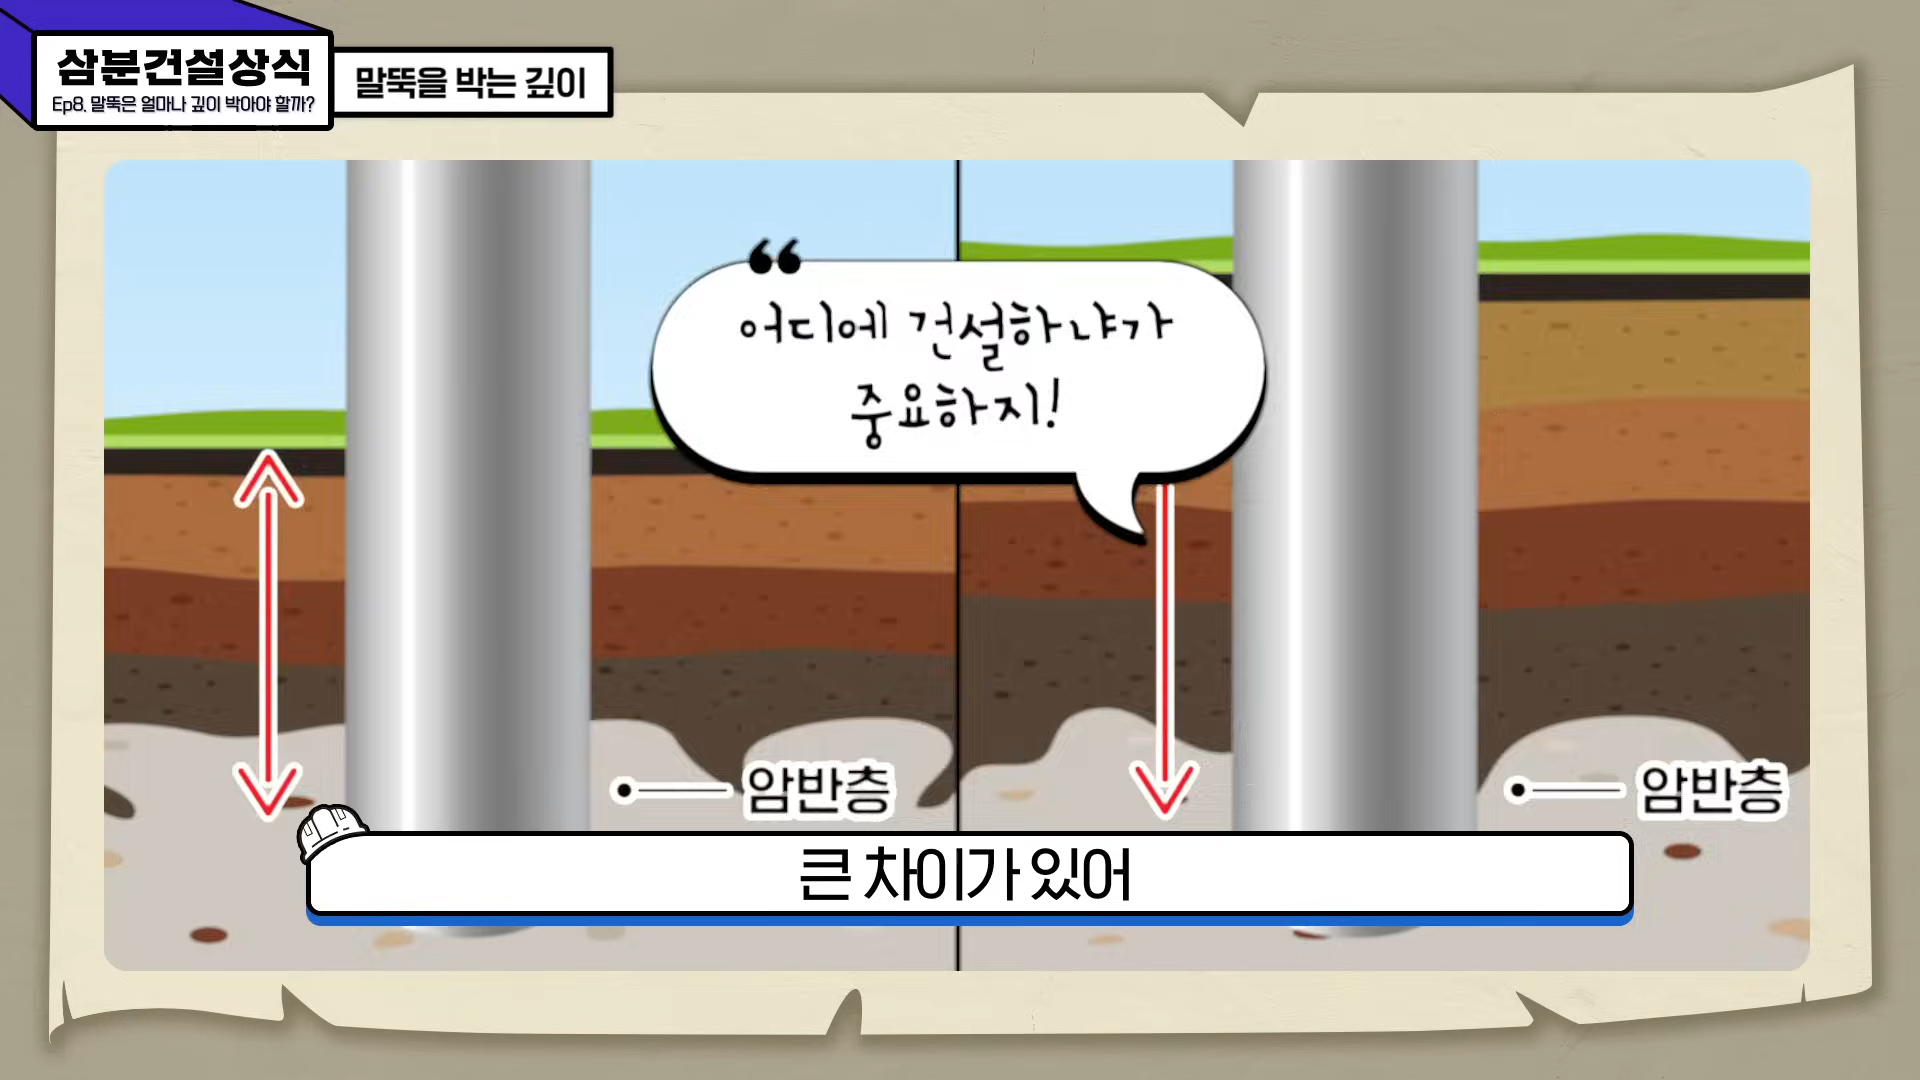 삼분건설상식
Ep8. 말뚝은 얼마나 깊이 박아야 할까?
말뚝을 박는 깊이
“
어디에 건설하냐가
중요하지!
암반층
암반층
큰 차이가 있어